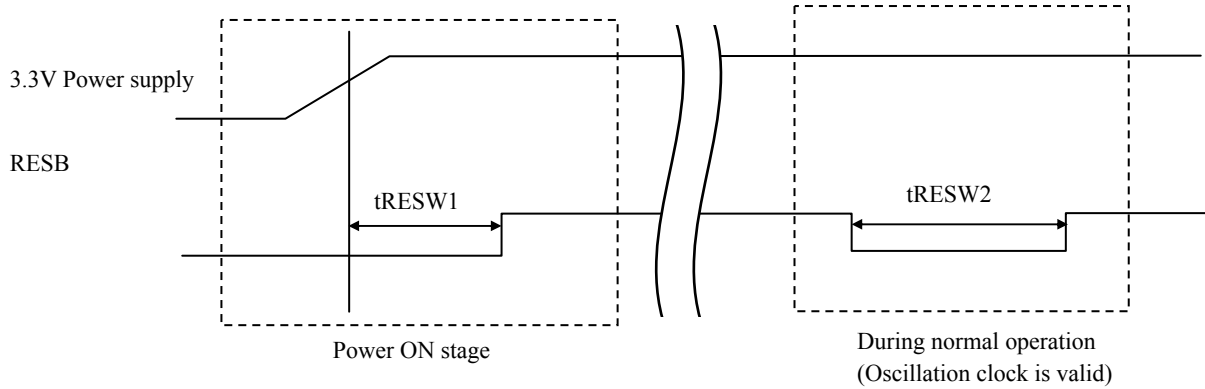 3.3V Power supply
RESB
tRESW1
tRESW2
Power ON stage
During normal operation
(Oscillation clock is valid)